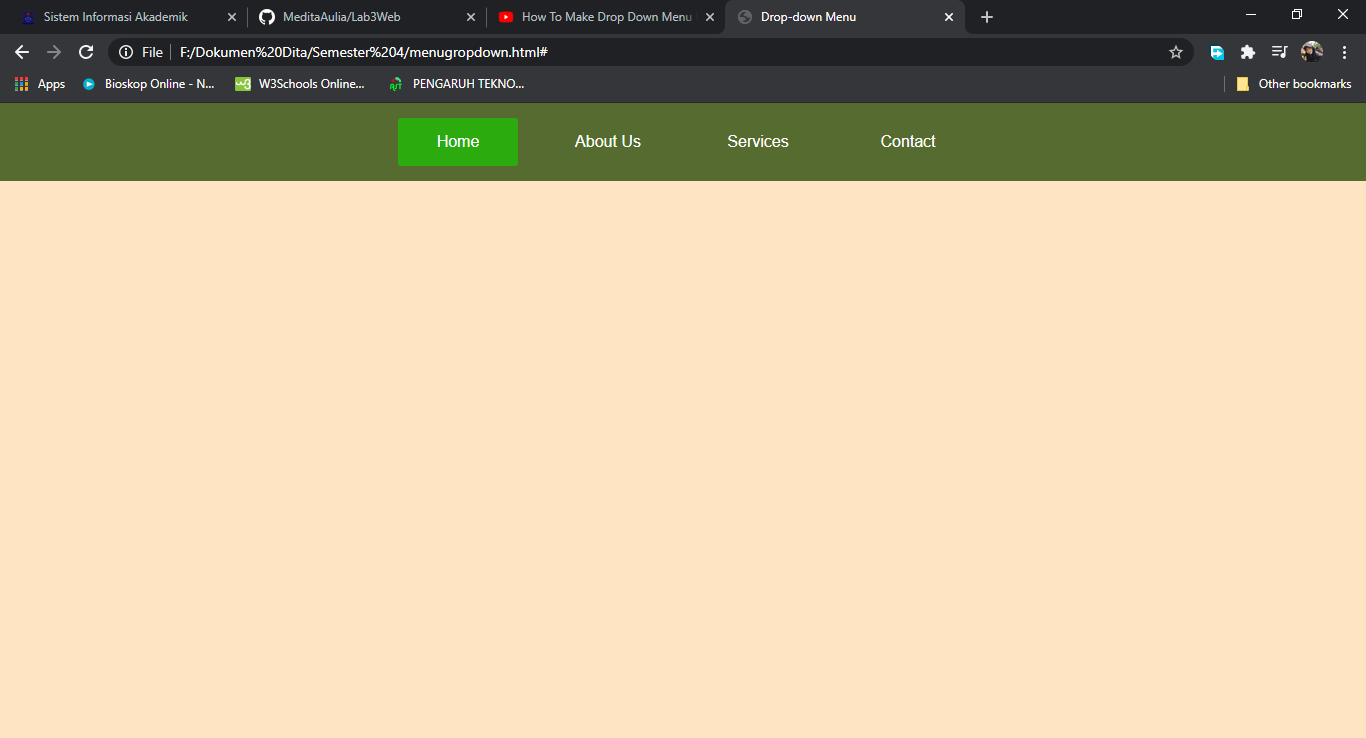 Sistem Informasi Akademik
MeditaAulia/Lab3Web
How To Make Drop Down Menu
Drop-down Menu
File
F:/Dokumen%20Dita/Semester%204/menugropdown.html#
Apps
Bioskop Online - N...
W3Schools Online...
PENGARUH TEKNO...
Other bookmarks
Home
About Us
Services
Contact